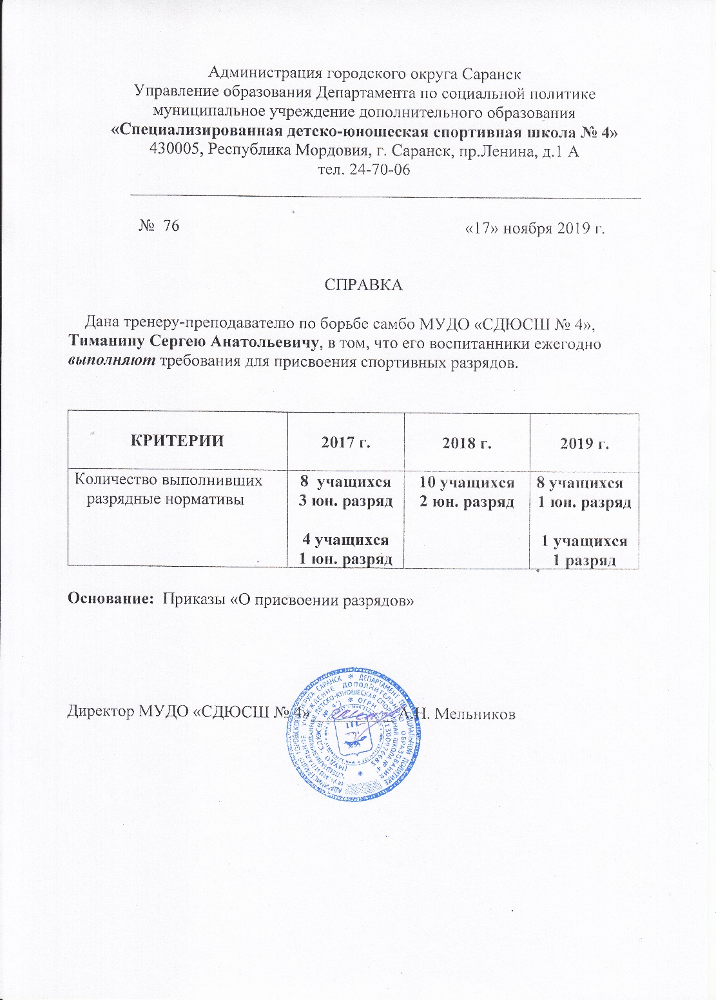 Администрация городского округа Саранск
Управление образования Департамента по социальной политике
муниципальное учреждение дополнительного образования
«Специализированная детско-юношеская спортивная школа № 4»
430005, Республика Мордовия, г. Саранск, пр.Ленина, д.1 А
тел. 24-70-06
№ 76 «17» ноября 2019 г.
СПРАВКА
Дана тренеру-преподавателю по борьбе самбо МУДО «СДЮСШ № 4»,
Тиманину Сергею Анатольевичу, в том, что его воспитанники ежегодно
выполняют требования для присвоения спортивных разрядов.
КРИТЕРИИ 2017 г. 2018 г. 2019 г.
Количество выполнивших 8 учащихся 10 учащихся 8 учащихся
разрядные нормативы 3 юн. разряд 2 юн. разряд 1 юн. разряд
4 учащихся 1 учащихся
1 юн. разряд 1 разряд
Основание: Приказы «О присвоении разрядов»
Директор МУДО «СДЮСШ № 4» А.Н. Мельников
ДЕПАРТАМЕНТ ПО СОЦИАЛЬНОЙ ПОЛИТИКЕ